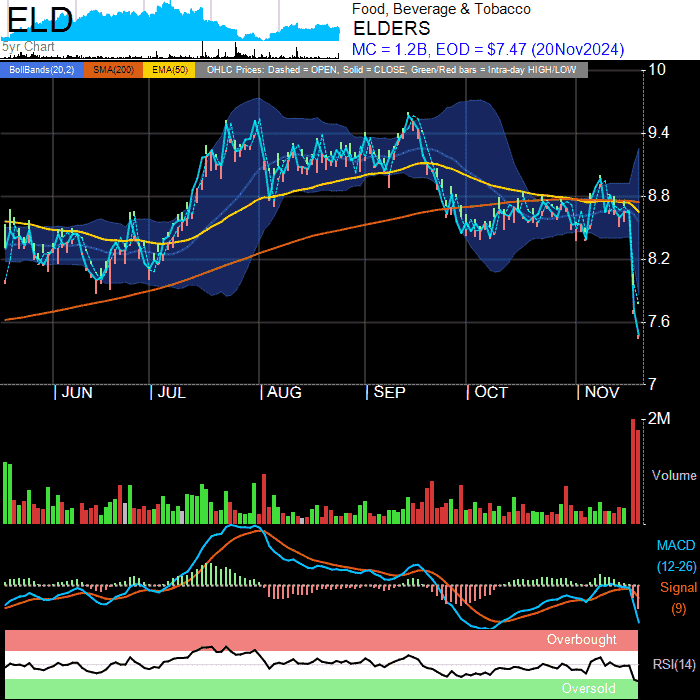 ELD
5yr Chart
Food, Beverage & Tobacco
ELDERS
MC = 1.2B, EOD = $7.47 (20Nov2024)
BollBands(20,2) SMA(200) EMA(50) OHLC Prices: Dashed = OPEN, Solid = CLOSE, Green/Red bars = Intra-day HIGH/LOW
10
9.4
8.8
8.2
7.6
7
| JUN | JUL | AUG | SEP | OCT | NOV
2M
Volume
MACD
(12-26)
Signal
(9)
Overbought
RSI(14)
Oversold